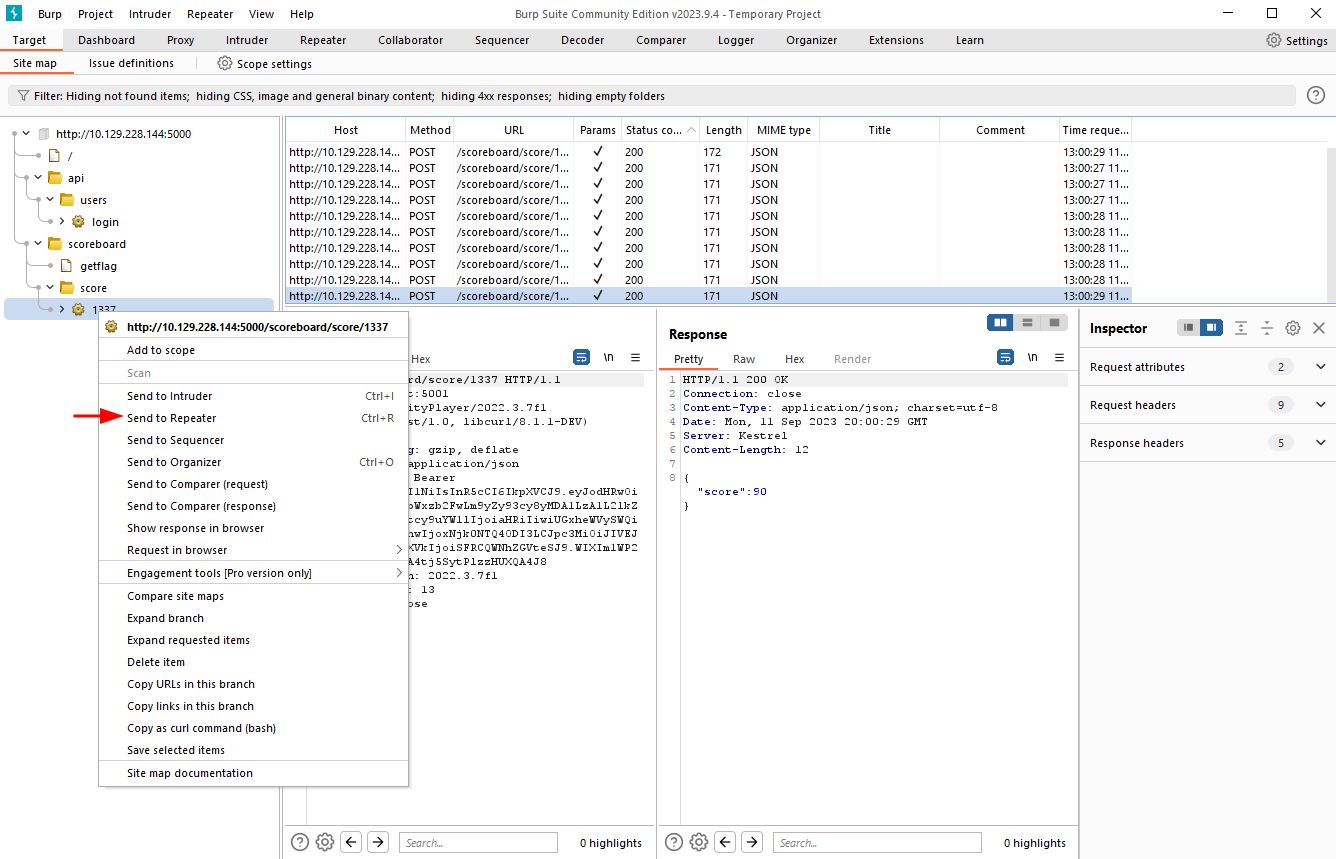 Burp Project Intruder Repeater View Help Burp Suite Community Edition v2023.9.4 - Temporary Project
Target Dashboard Proxy Intruder Repeater Collaborator Sequencer Decoder Comparer Logger Organizer Extensions Learn Settings
Site map Issue definitions Scope settings
Filter: Hiding not found items; hiding CSS, image and general binary content; hiding 4xx responses; hiding empty folders
http://10.129.228.144:5000
/
api
users
login
scoreboard
getflag
score
1337
Host Method URL Params Status co... Length MIME type Title Comment Time reque...
http://10.129.228.14... POST /scoreboard/score/1... ✓ 200 172 JSON 13:00:29 11...
http://10.129.228.14... POST /scoreboard/score/1... ✓ 200 171 JSON 13:00:27 11...
http://10.129.228.14... POST /scoreboard/score/1... ✓ 200 171 JSON 13:00:27 11...
http://10.129.228.14... POST /scoreboard/score/1... ✓ 200 171 JSON 13:00:27 11...
http://10.129.228.14... POST /scoreboard/score/1... ✓ 200 171 JSON 13:00:28 11...
http://10.129.228.14... POST /scoreboard/score/1... ✓ 200 171 JSON 13:00:28 11...
http://10.129.228.14... POST /scoreboard/score/1... ✓ 200 171 JSON 13:00:28 11...
http://10.129.228.14... POST /scoreboard/score/1... ✓ 200 171 JSON 13:00:28 11...
http://10.129.228.14... POST /scoreboard/score/1... ✓ 200 171 JSON 13:00:28 11...
http://10.129.228.14... POST /scoreboard/score/1... ✓ 200 171 JSON 13:00:29 11...
http://10.129.228.144:5000/scoreboard/score/1337
Add to scope
Scan
Send to Intruder Ctrl+I
Send to Repeater Ctrl+R
Send to Sequencer
Send to Organizer Ctrl+O
Send to Comparer (request)
Send to Comparer (response)
Show response in browser
Request in browser
Engagement tools [Pro version only]
Compare site maps
Expand branch
Expand requested items
Delete item
Copy URLs in this branch
Copy links in this branch
Copy as curl command (bash)
Save selected items
Site map documentation
Hex \n
rd/score/1337 HTTP/1.1
t:5001
ityPlayer/2022.3.7f1
st/1.0, libcurl/8.1.1-DEV)
g: gzip, deflate
application/json
Bearer
n: 2022.3.7f1
: 13
ose
Search... 0 highlights
Response
Pretty Raw Hex Render \n
1 HTTP/1.1 200 OK
2 Connection: close
3 Content-Type: application/json; charset=utf-8
4 Date: Mon, 11 Sep 2023 20:00:29 GMT
5 Server: Kestrel
6 Content-Length: 12
7
8 {
"score":90
}
Search... 0 highlights
Inspector
Request attributes 2
Request headers 9
Response headers 5